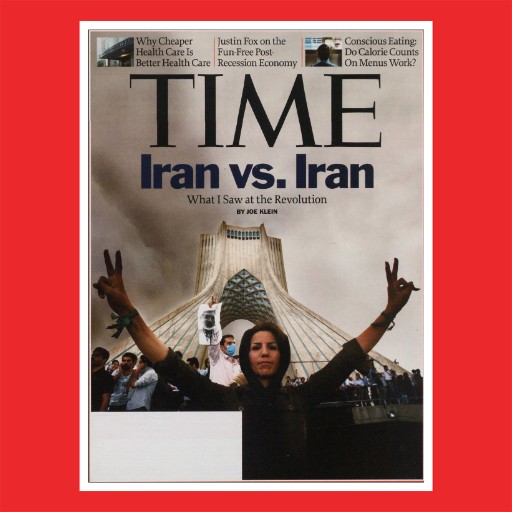 Why Cheaper
Health Care Is
Better Health Care
Justin Fox on the
Fun-Free Post-
Recession Economy
Conscious Eating:
Do Calorie Counts
On Menus Work?
TIME
Iran vs. Iran
What I Saw at the Revolution
BY JOE KLEIN